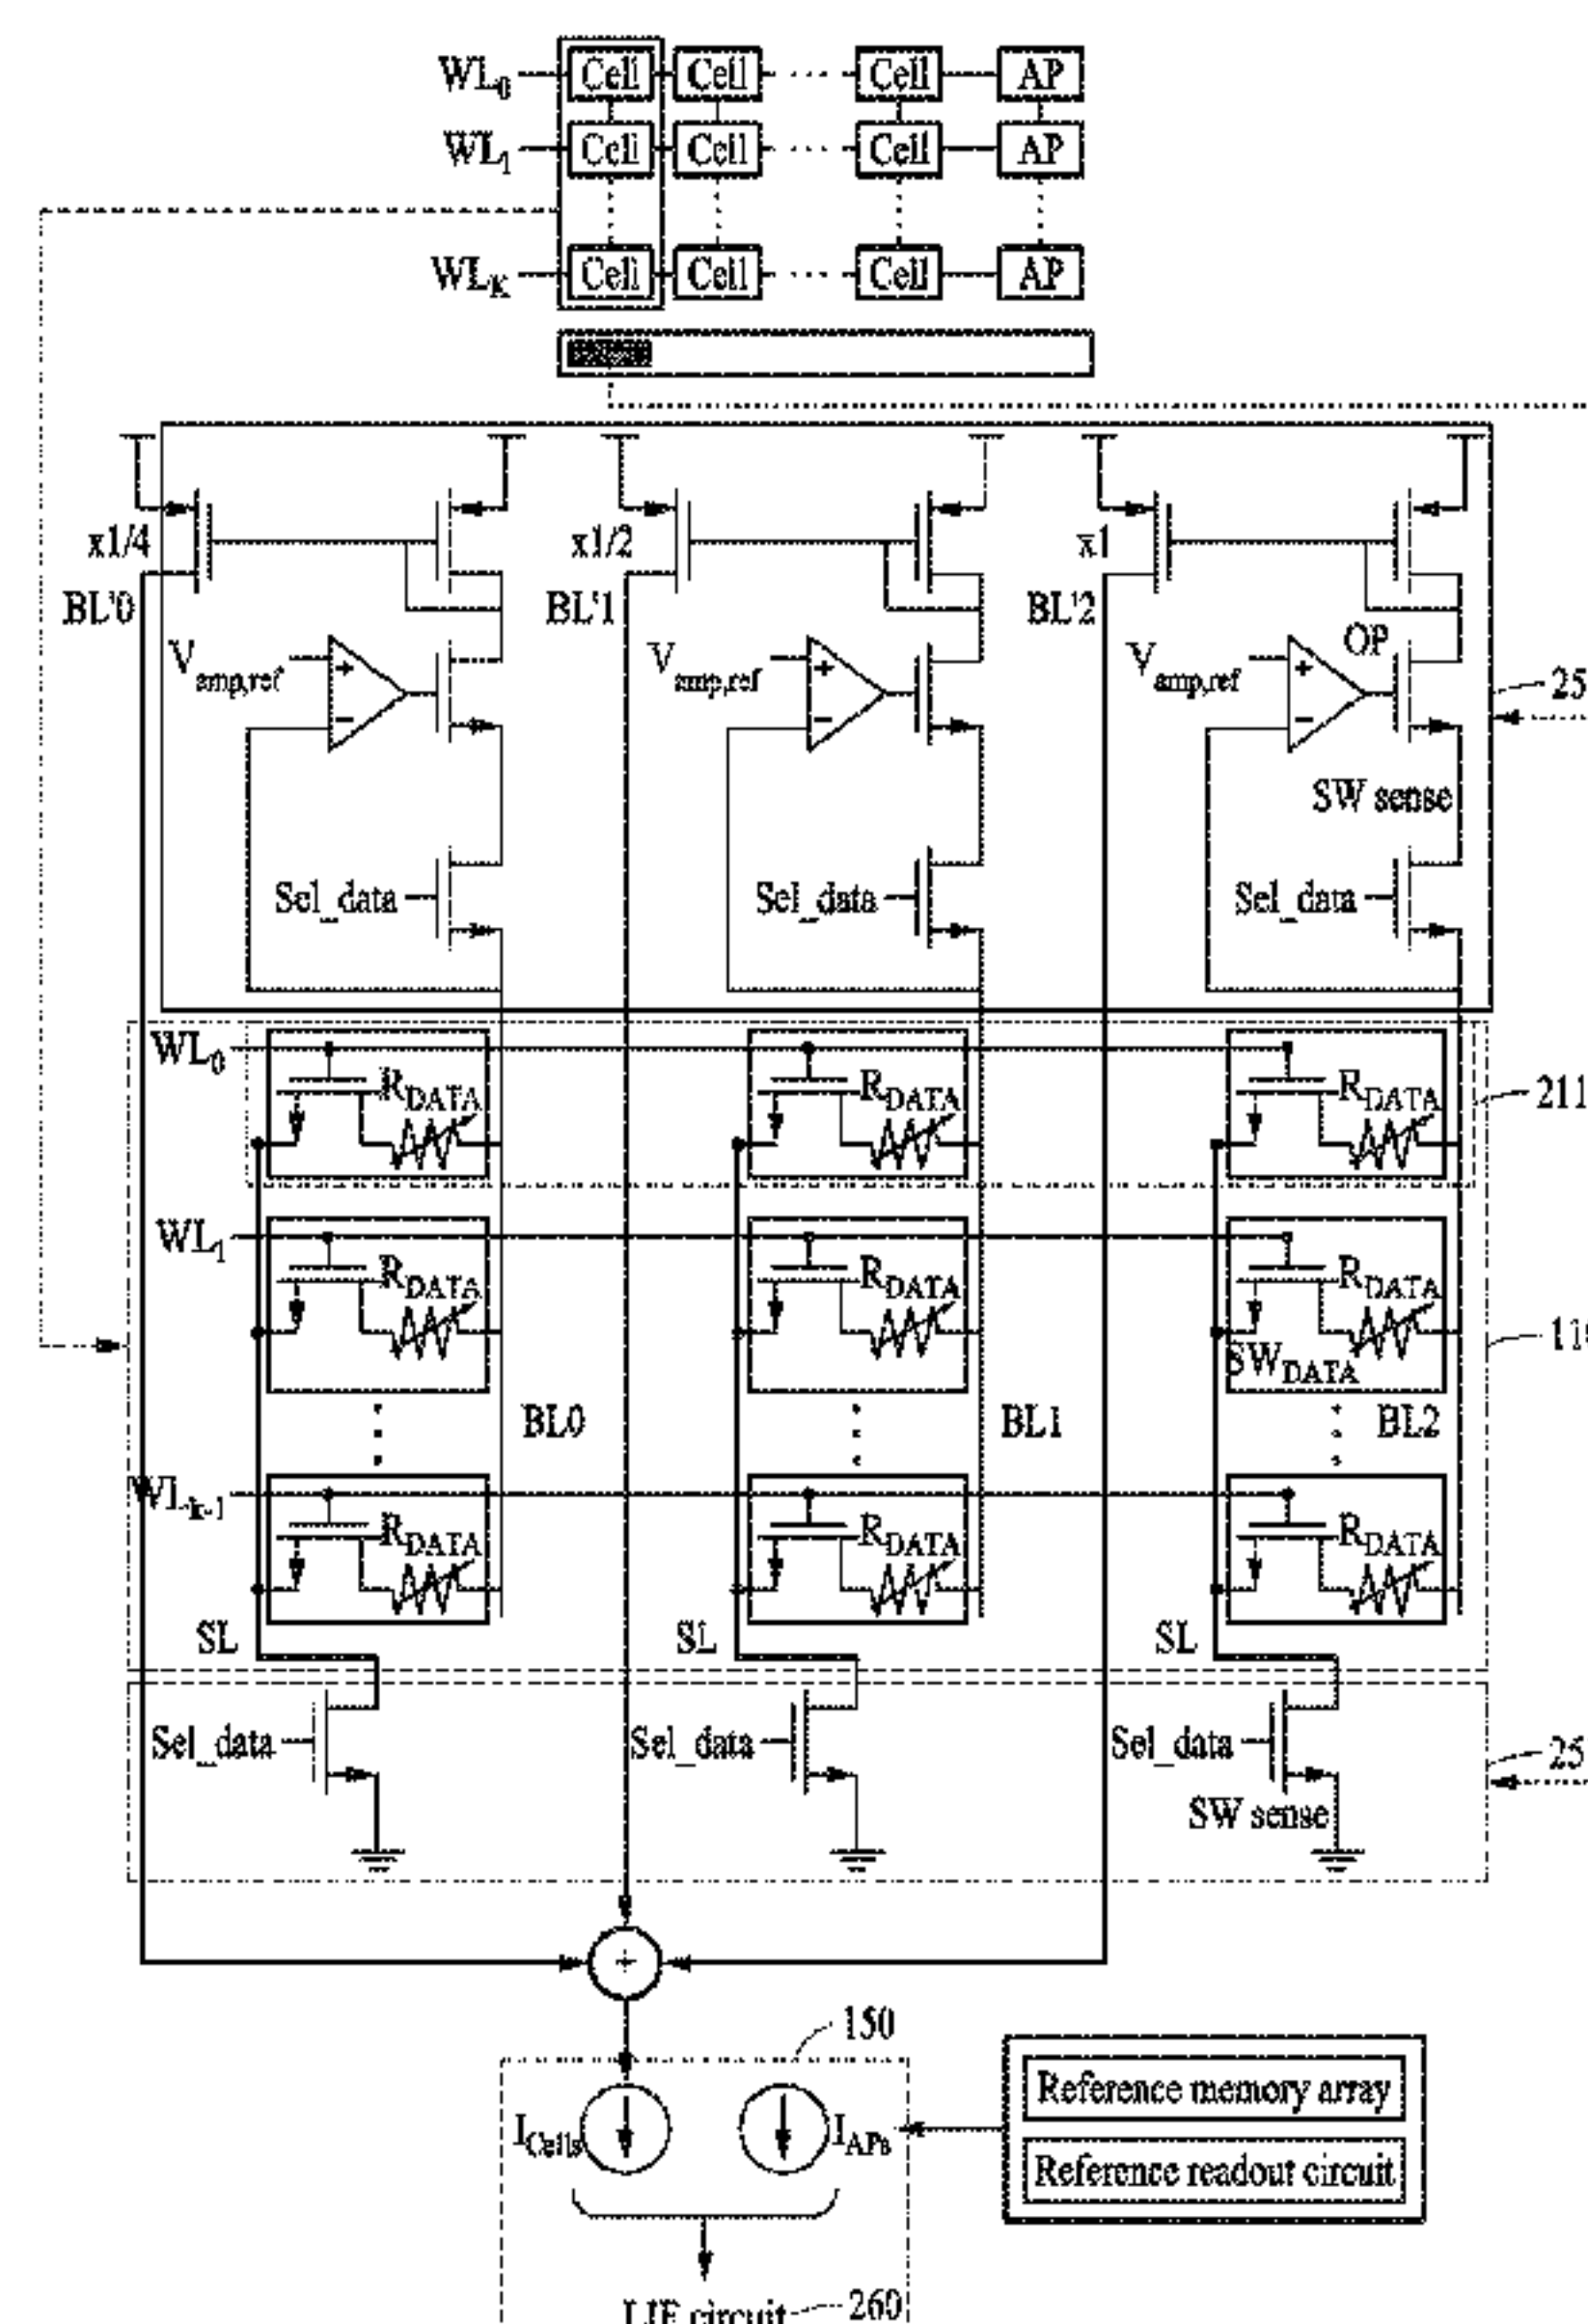 WL0 Cell Cell Cell AP
WL1 Cell Cell Cell AP
WLK Cell Cell Cell AP
x1/4 x1/2 x1
BL'0 BL'1 BL'2
OP
Vamp,ref + Vamp,ref + Vamp,ref +
− − −
25
SW sense
Sel_data Sel_data Sel_data
WL0 RDATA RDATA RDATA 211
WL1 RDATA RDATA RDATA
SWDATA
BL0 BL1 BL2
WLk-1 RDATA RDATA RDATA
SL SL SL
Sel_data Sel_data Sel_data 25
SW sense
+
150
ICells IAPs
Reference memory array
Reference readout circuit
LIF circuit 260